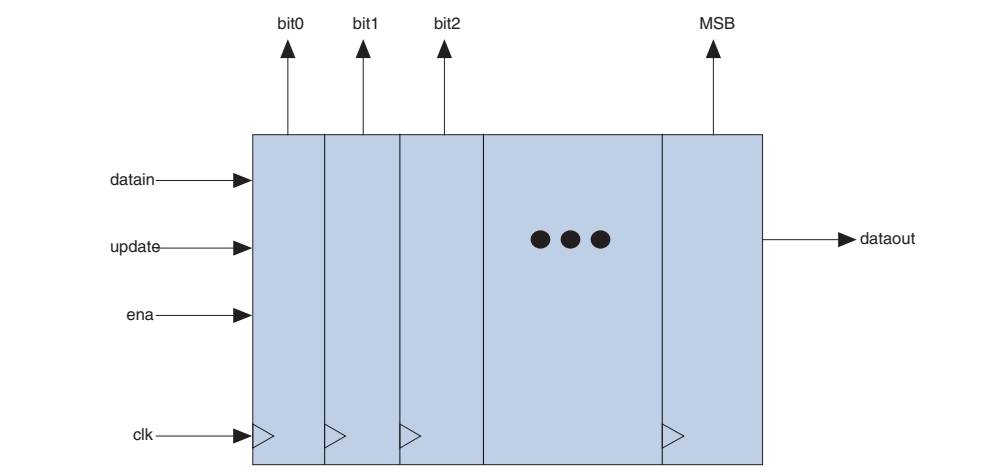 bit0 bit1 bit2 MSB
datain
update
dataout
ena
clk